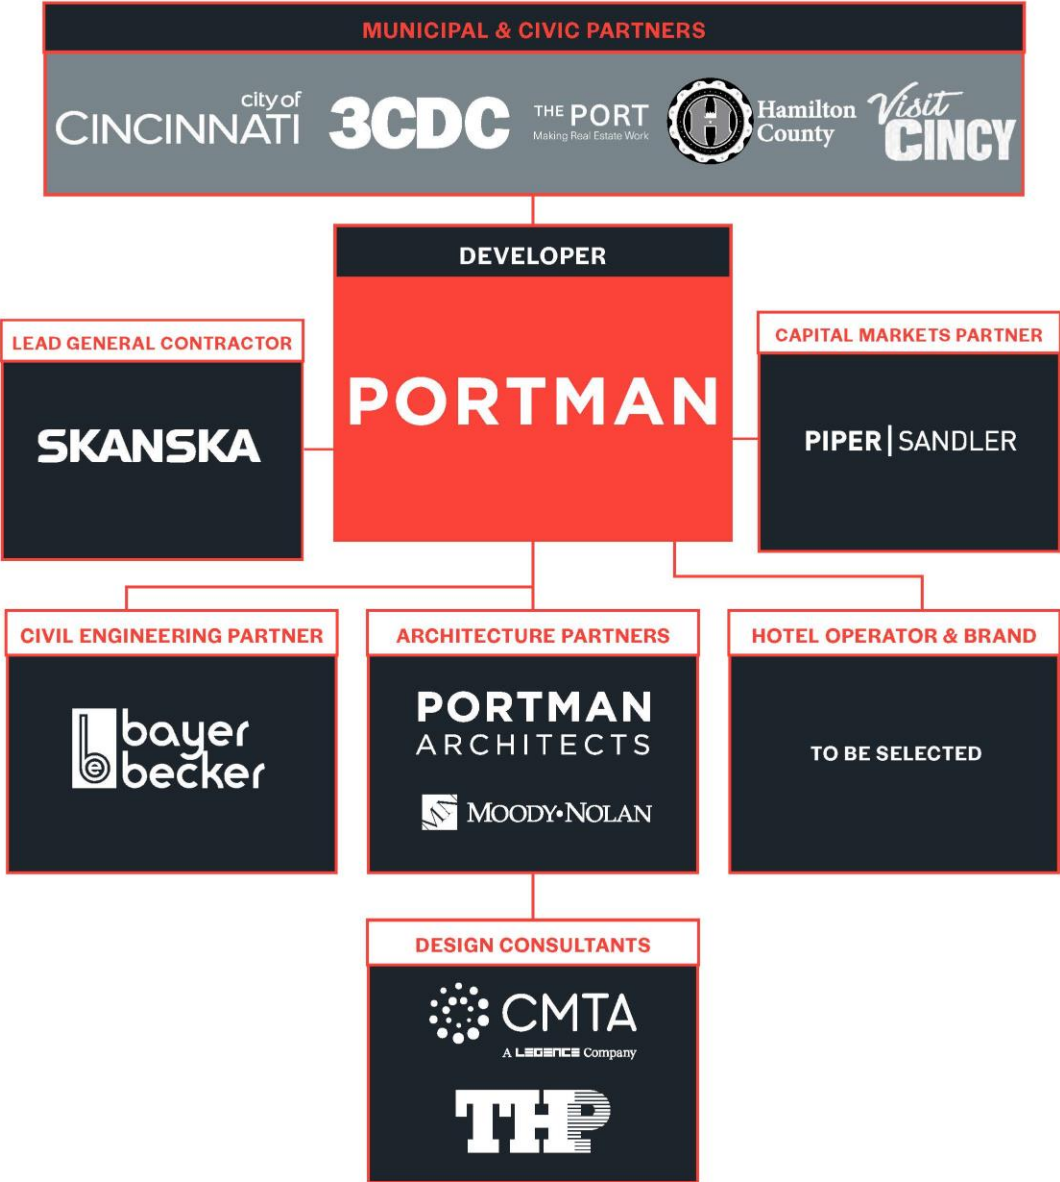 MUNICIPAL & CIVIC PARTNERS
city of
CINCINNATI
3CDC
THE PORT
Making Real Estate Work
H
Hamilton
County
Visit
CINCY
DEVELOPER
PORTMAN
LEAD GENERAL CONTRACTOR
SKANSKA
CAPITAL MARKETS PARTNER
PIPER|SANDLER
CIVIL ENGINEERING PARTNER
bayer
becker
ARCHITECTURE PARTNERS
PORTMAN
ARCHITECTS
MN MOODY•NOLAN
HOTEL OPERATOR & BRAND
TO BE SELECTED
DESIGN CONSULTANTS
CMTA
A LEGENCE Company
THP